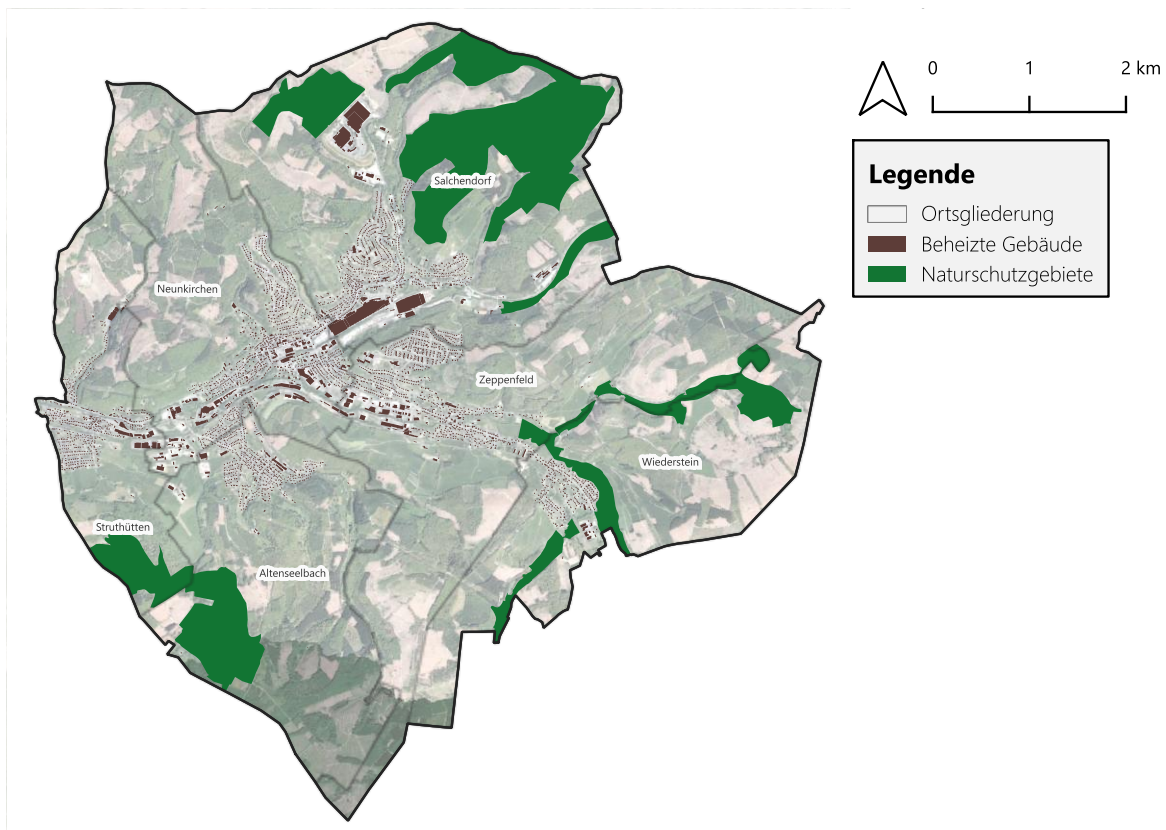 0 1 2 km
Legende
Ortsgliederung
Beheizte Gebäude
Naturschutzgebiete
Salchendorf
Neunkirchen
Zeppenfeld
Wiederstein
Struthütten
Altenseelbach